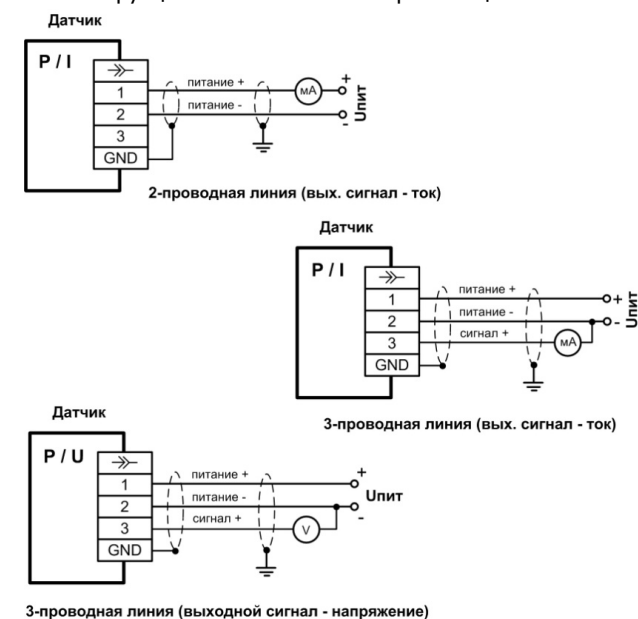 Датчик
P / I
1
2
3
GND
питание +
питание -
мА
+
-
Uпит
2-проводная линия (вых. сигнал - ток)
Датчик
P / I
1
2
3
GND
питание +
питание -
сигнал +
мА
+
-
Uпит
3-проводная линия (вых. сигнал - ток)
Датчик
P / U
1
2
3
GND
питание +
питание -
сигнал +
V
+
Uпит
-
3-проводная линия (выходной сигнал - напряжение)